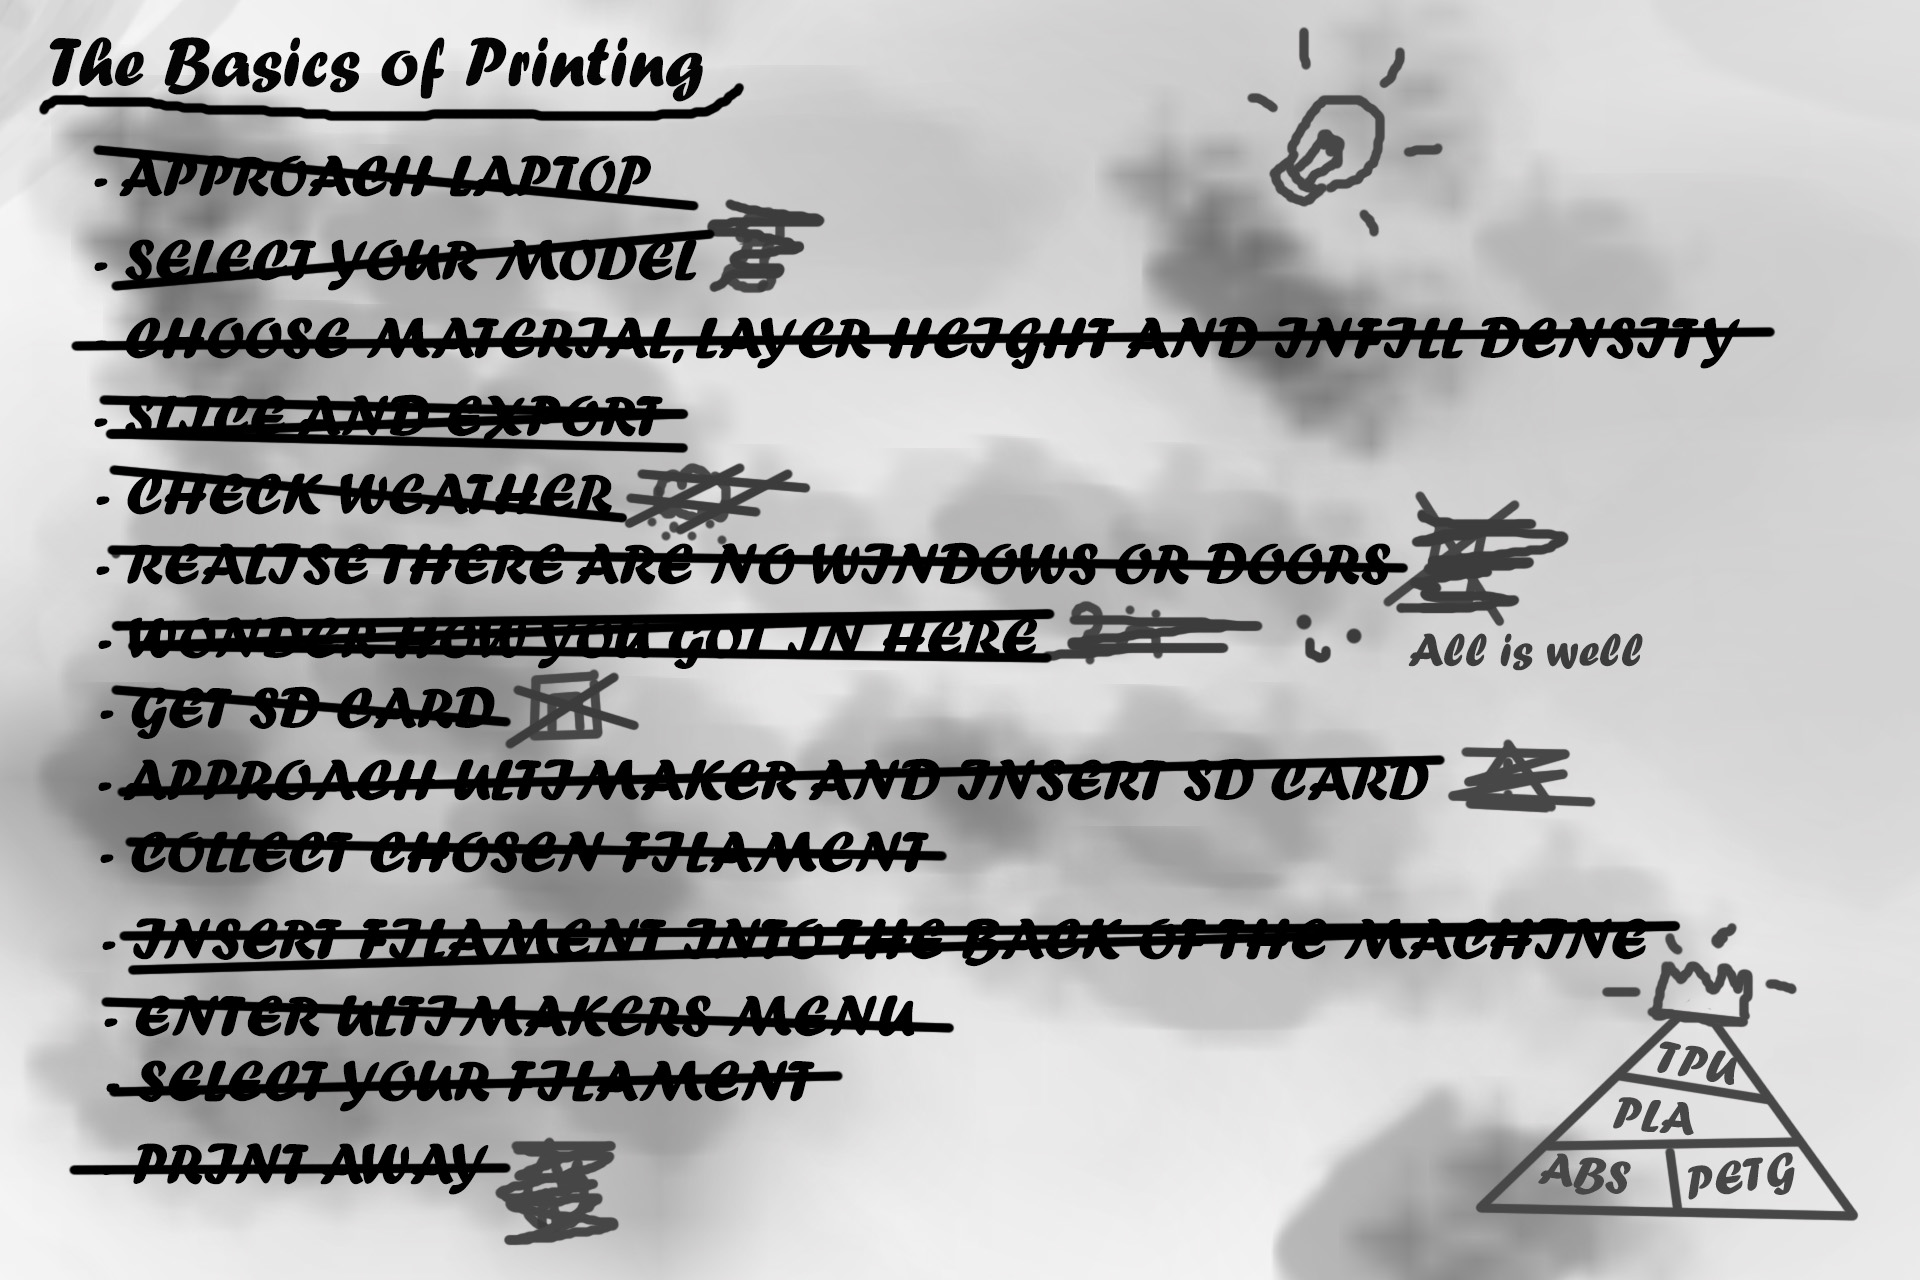 The Basics of Printing
- APPROACH LAPTOP
- SELECT YOUR MODEL
- CHOOSE MATERIAL, LAYER HEIGHT AND INFILL DENSITY
- SLICE AND EXPORT
- CHECK WEATHER
- REALISE THERE ARE NO WINDOWS OR DOORS
- WONDER HOW YOU GOT IN HERE
All is well
- GET SD CARD
- APPROACH ULTIMAKER AND INSERT SD CARD
- COLLECT CHOSEN FILAMENT
- INSERT FILAMENT INTO THE BACK OF THE MACHINE
- ENTER ULTIMAKERS MENU
- SELECT YOUR FILAMENT
- PRINT AWAY
TPU
PLA
ABS PETG